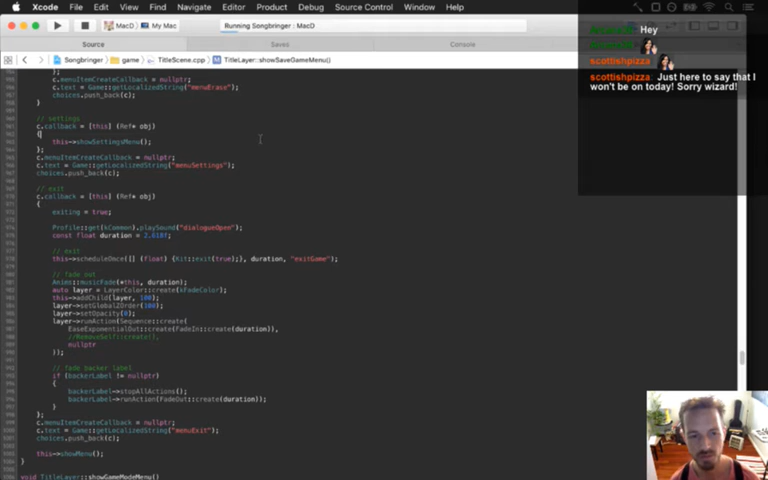 Xcode File Edit View Find Navigate Editor Product Debug Source Control Window Help
MacD My Mac Running Songbringer : MacD
Source Saves Console
Songbringer game TitleScene.cpp TitleLayer::showSaveGameMenu()
};
c.menuItemCreateCallback = nullptr;
c.text = Game::getLocalizedString("menuErase");
choices.push_back(c);
}
// settings
c.callback = [this] (Ref* obj)
{
this->showSettingsMenu();
};
c.menuItemCreateCallback = nullptr;
c.text = Game::getLocalizedString("menuSettings");
choices.push_back(c);
// exit
c.callback = [this] (Ref* obj)
{
exiting = true;
Profile::get(kCommon).playSound("dialogueOpen");
const float duration = 2.618f;
// exit
this->scheduleOnce([] (float) {Kit::exit(true);}, duration, "exitGame");
// fade out
Anims::musicFade(*this, duration);
auto layer = LayerColor::create(kFadeColor);
this->addChild(layer, 100);
layer->setGlobalZOrder(100);
layer->setOpacity(0);
layer->runAction(Sequence::create(
EaseExponentialOut::create(FadeIn::create(duration)),
//RemoveSelf::create(),
nullptr
));
// fade backer label
if (backerLabel != nullptr)
{
backerLabel->stopAllActions();
backerLabel->runAction(FadeOut::create(duration));
}
};
c.menuItemCreateCallback = nullptr;
c.text = Game::getLocalizedString("menuExit");
choices.push_back(c);
this->showMenu();
}
void TitleLayer::showGameModeMenu()
Hey
scottishpizza
scottishpizza: Just here to say that I
won't be on today! Sorry wizard!